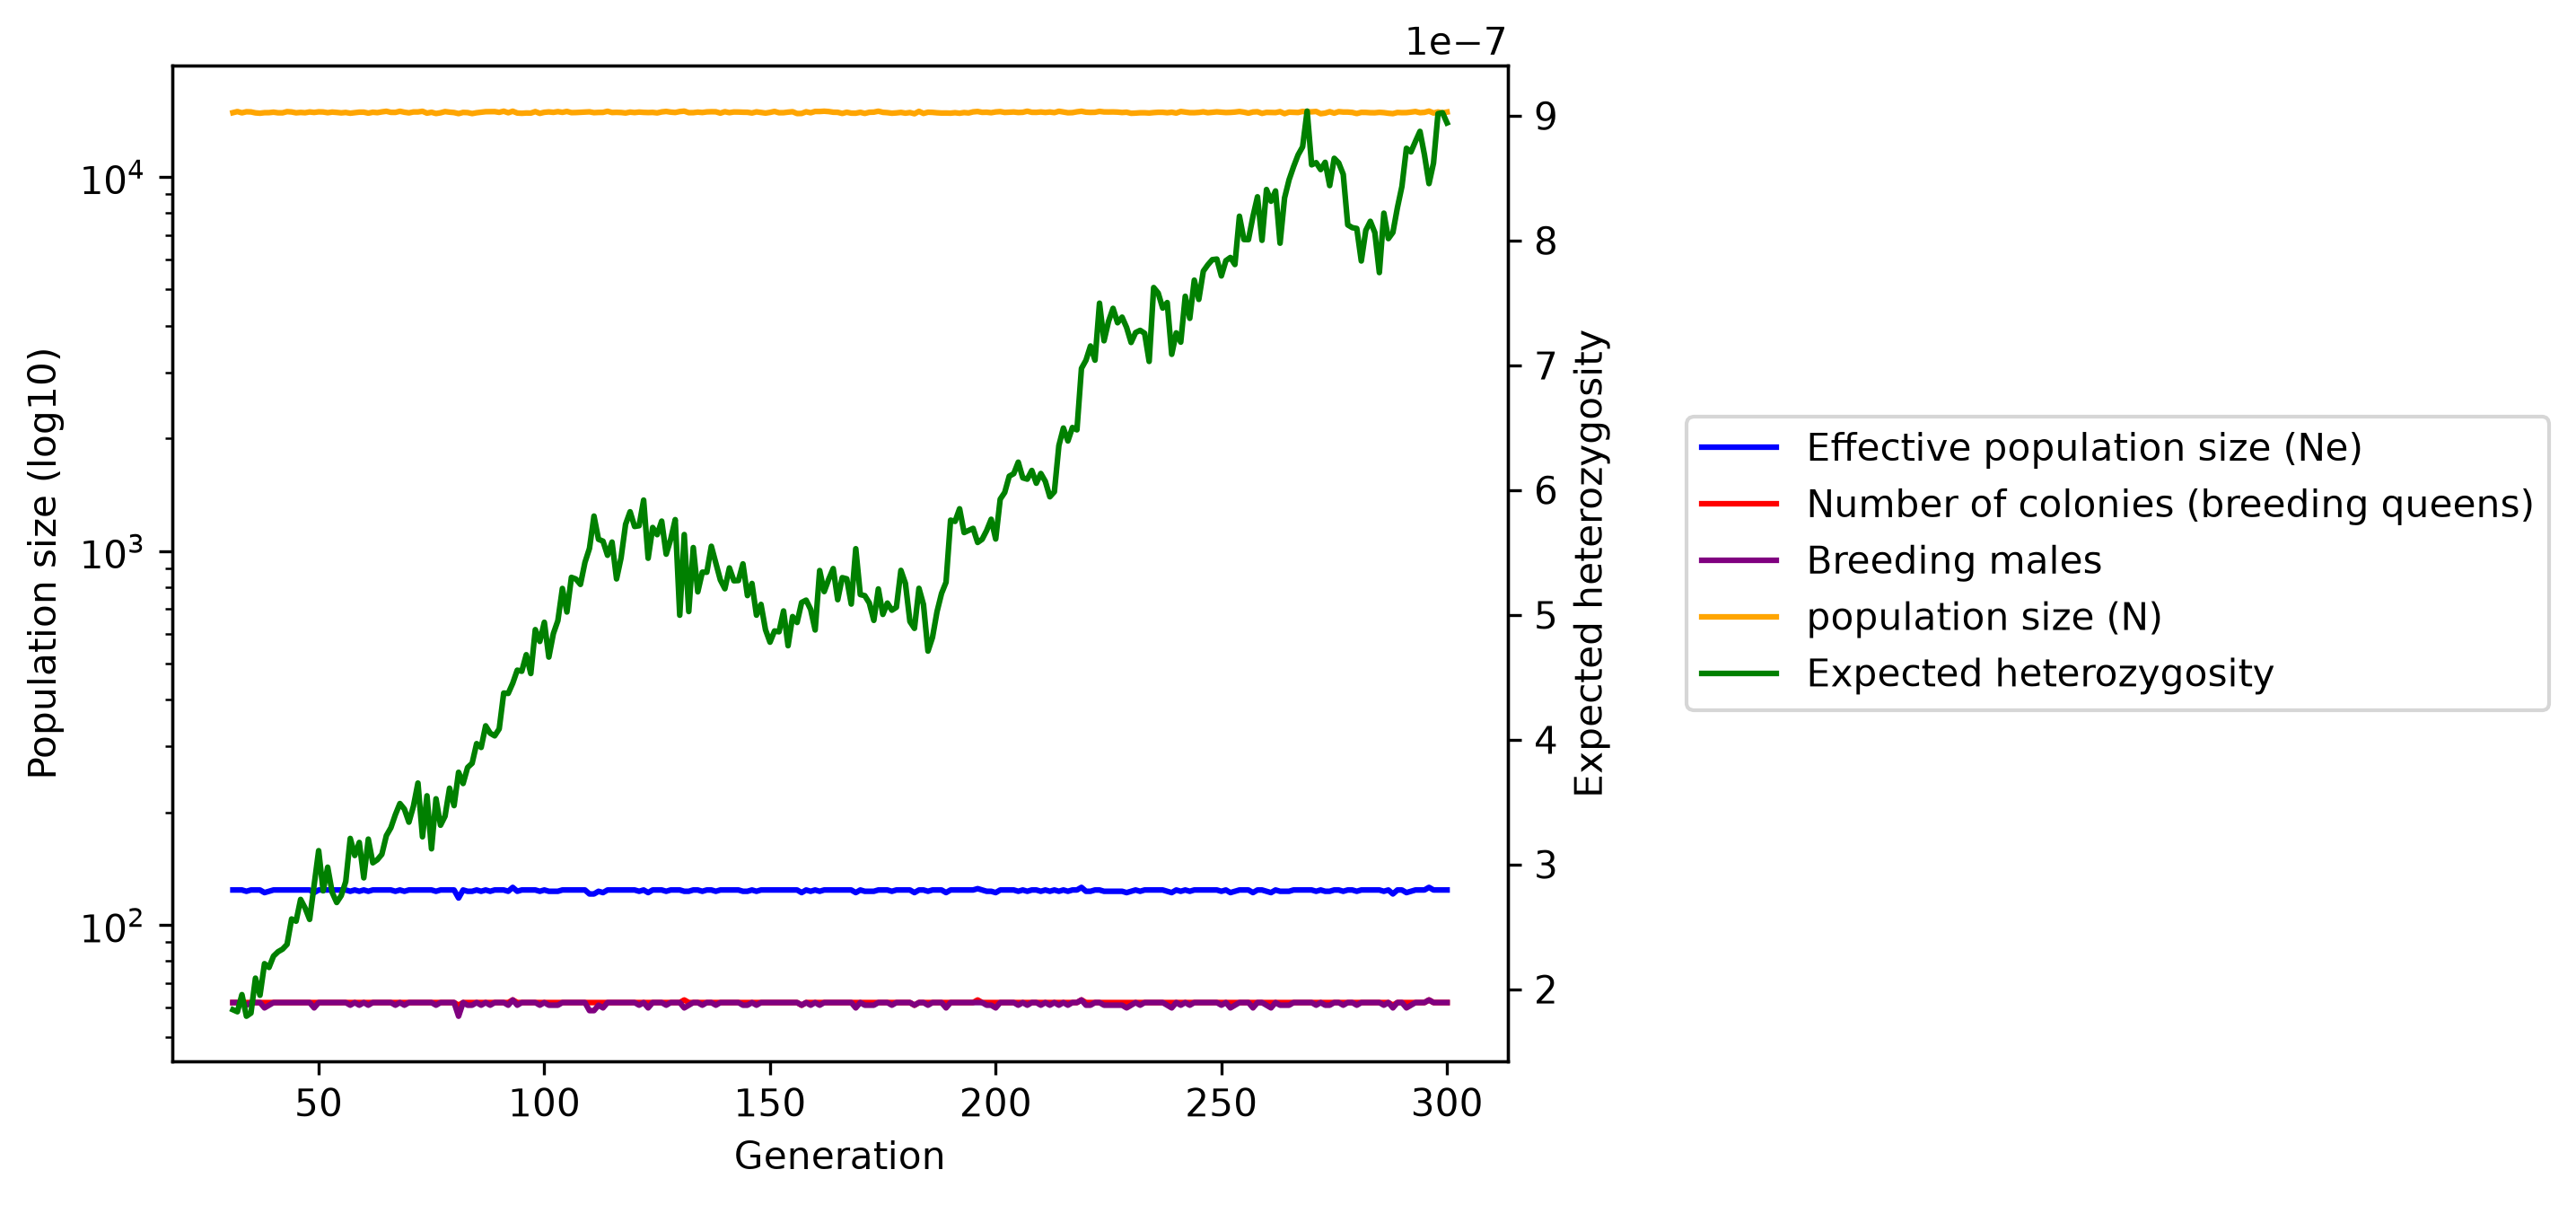 1e−7
Population size (log10)
10⁴
10³
10²
9
8
7
6
5
4
3
2
Expected heterozygosity
50 100 150 200 250 300
Generation
Effective population size (Ne)
Number of colonies (breeding queens)
Breeding males
population size (N)
Expected heterozygosity